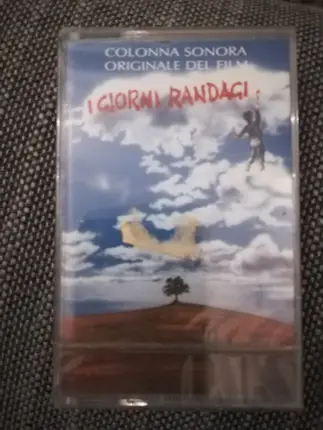 COLONNA SONORA
ORIGINALE DEL FILM
I GIORNI RANDAGI